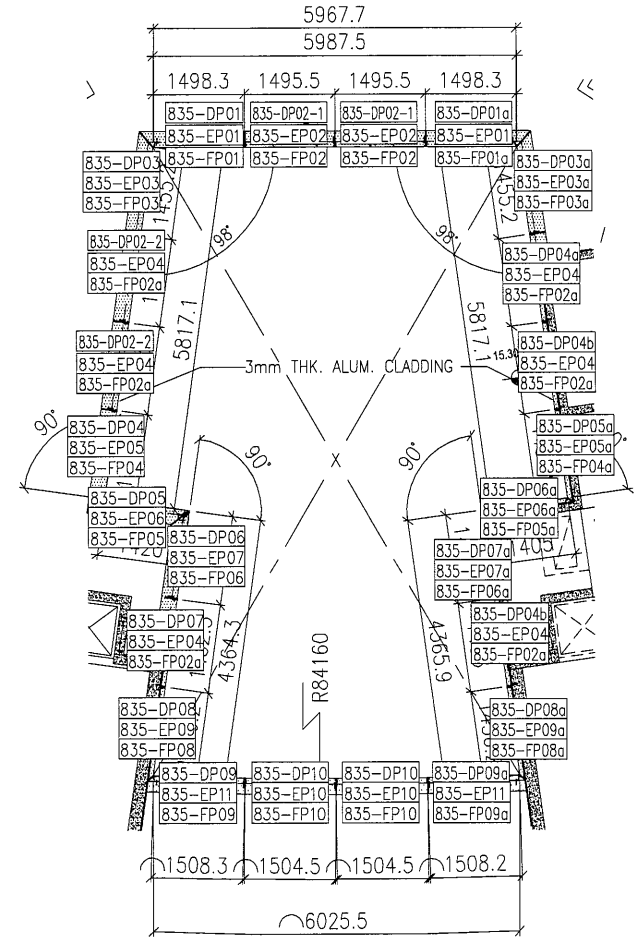 5967.7
5987.5
1498.3 1495.5 1495.5 1498.3
835-DP01 835-DP02-1 835-DP02-1 835-DP01a
835-EP01 835-EP02 835-EP02 835-EP01
835-FP01 835-FP02 835-FP02 835-FP01a
835-DP03 835-DP03a
835-EP03 835-EP03a
835-FP03 835-FP03a
98° 98°
835-DP02-2 835-DP04a
835-EP04 835-EP04
835-FP02a 835-FP02a
5817.1 5817.1
15,30
835-DP02-2 835-DP04b
835-EP04 835-EP04
835-FP02a 835-FP02a
3mm THK. ALUM. CLADDING
90°
835-DP04 835-DP05a
835-EP05 835-EP05a
835-FP04 835-FP04a
90° 90°
X
835-DP05 835-DP06a
835-EP06 835-EP06a
835-FP05 835-FP05a
1405
835-DP06 835-DP07a
835-EP07 835-EP07a
835-FP06 835-FP06a
835-DP07 835-DP04b
835-EP04 835-EP04
835-FP02a 835-FP02a
4364.3 4365.9
R84160
835-DP08 835-DP08a
835-EP09 835-EP09a
835-FP08 835-FP08a
835-DP09 835-DP10 835-DP10 835-DP09a
835-EP11 835-EP10 835-EP10 835-EP11
835-FP09 835-FP10 835-FP10 835-FP09a
1508.3 1504.5 1504.5 1508.2
6025.5